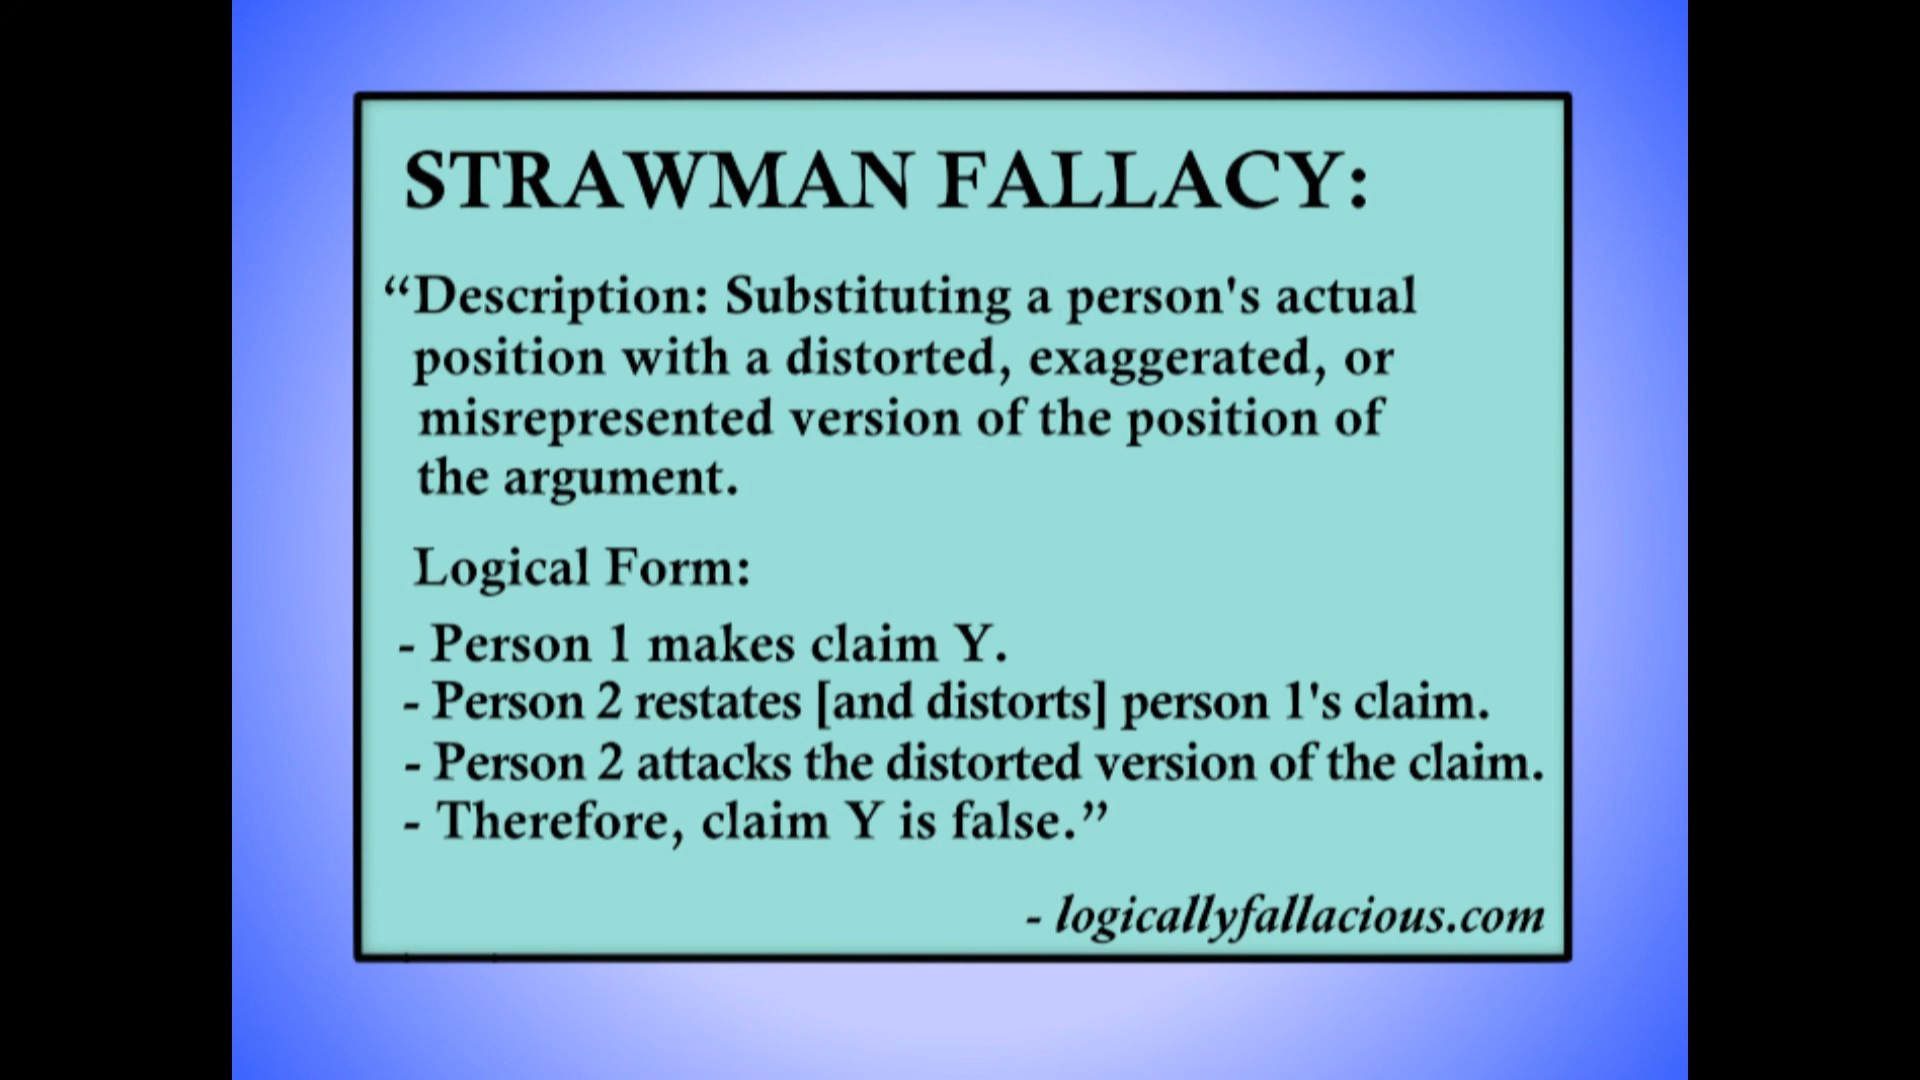 STRAWMAN FALLACY:
“Description: Substituting a person's actual
position with a distorted, exaggerated, or
misrepresented version of the position of
the argument.
Logical Form:
- Person 1 makes claim Y.
- Person 2 restates [and distorts] person 1's claim.
- Person 2 attacks the distorted version of the claim.
- Therefore, claim Y is false.”
- logicallyfallacious.com